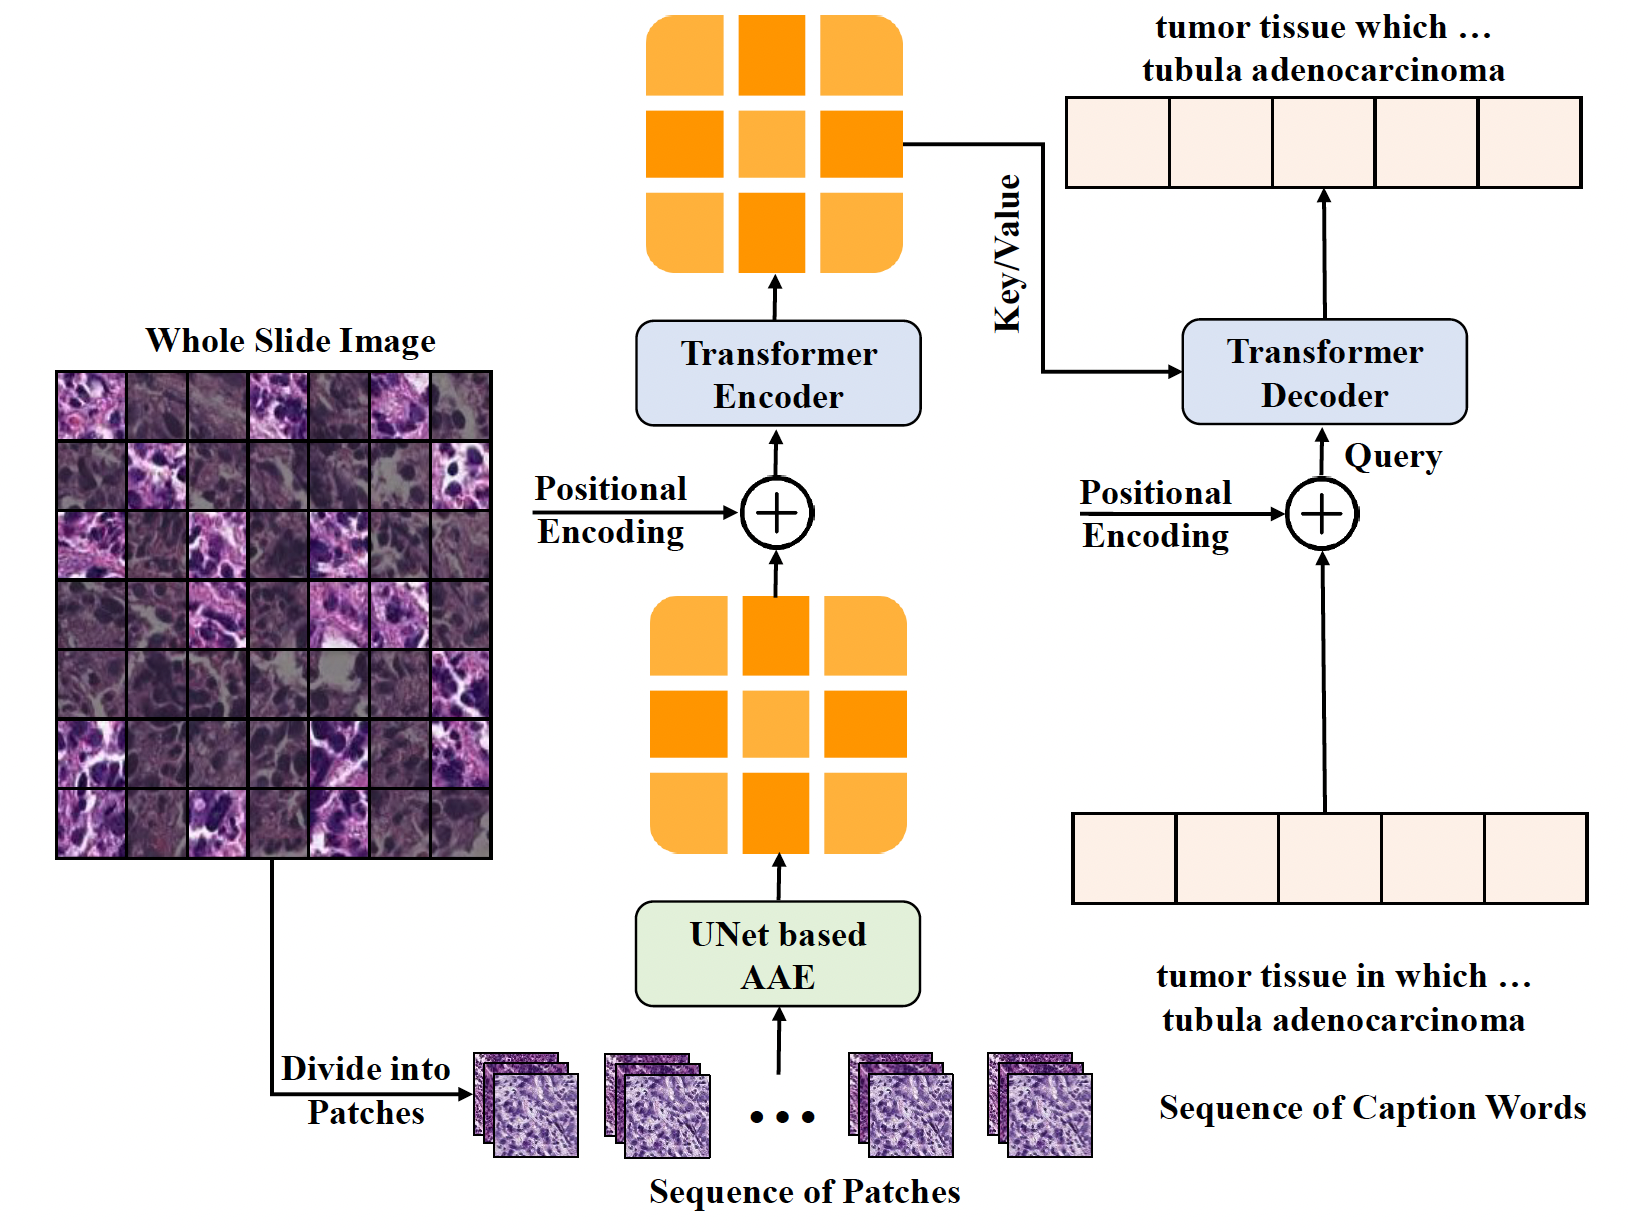 tumor tissue which …
tubula adenocarcinoma
Key/Value
Whole Slide Image
Transformer
Encoder
Transformer
Decoder
Query
Positional
Encoding
Positional
Encoding
UNet based
AAE
tumor tissue in which …
tubula adenocarcinoma
Divide into
Patches
Sequence of Caption Words
Sequence of Patches